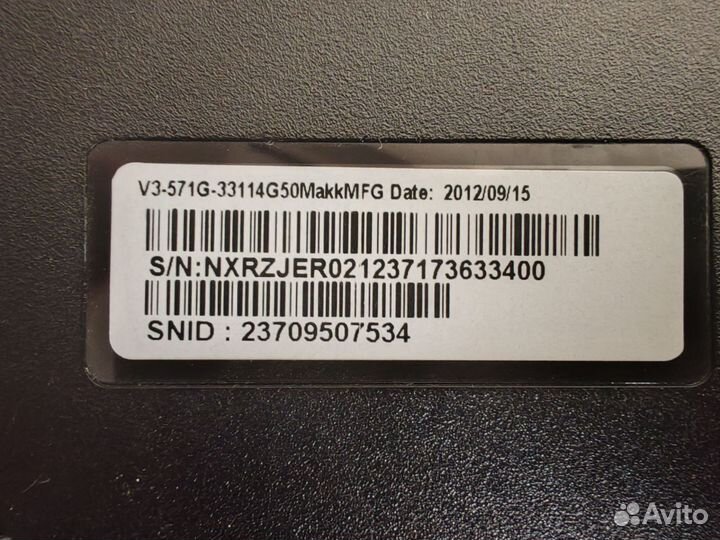 V3-571G-33114G50MakkMFG Date: 2012/09/15
S/N:NXRZJER021237173633400
SNID : 23709507534
Avito